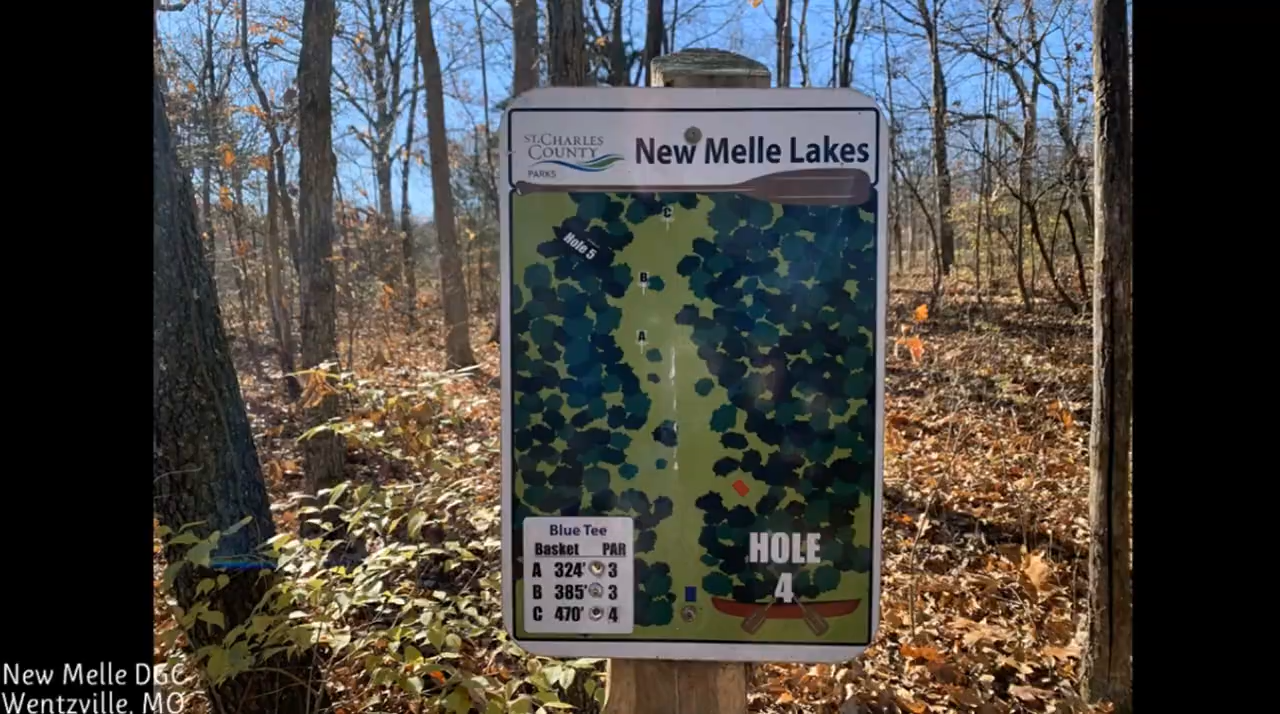 ST. CHARLES
COUNTY
PARKS
New Melle Lakes
C
Hole 5
B
A
Blue Tee
Basket PAR
A 324' 3
B 385' 3
C 470' 4
HOLE
4
New Melle DGC
Wentzville, MO